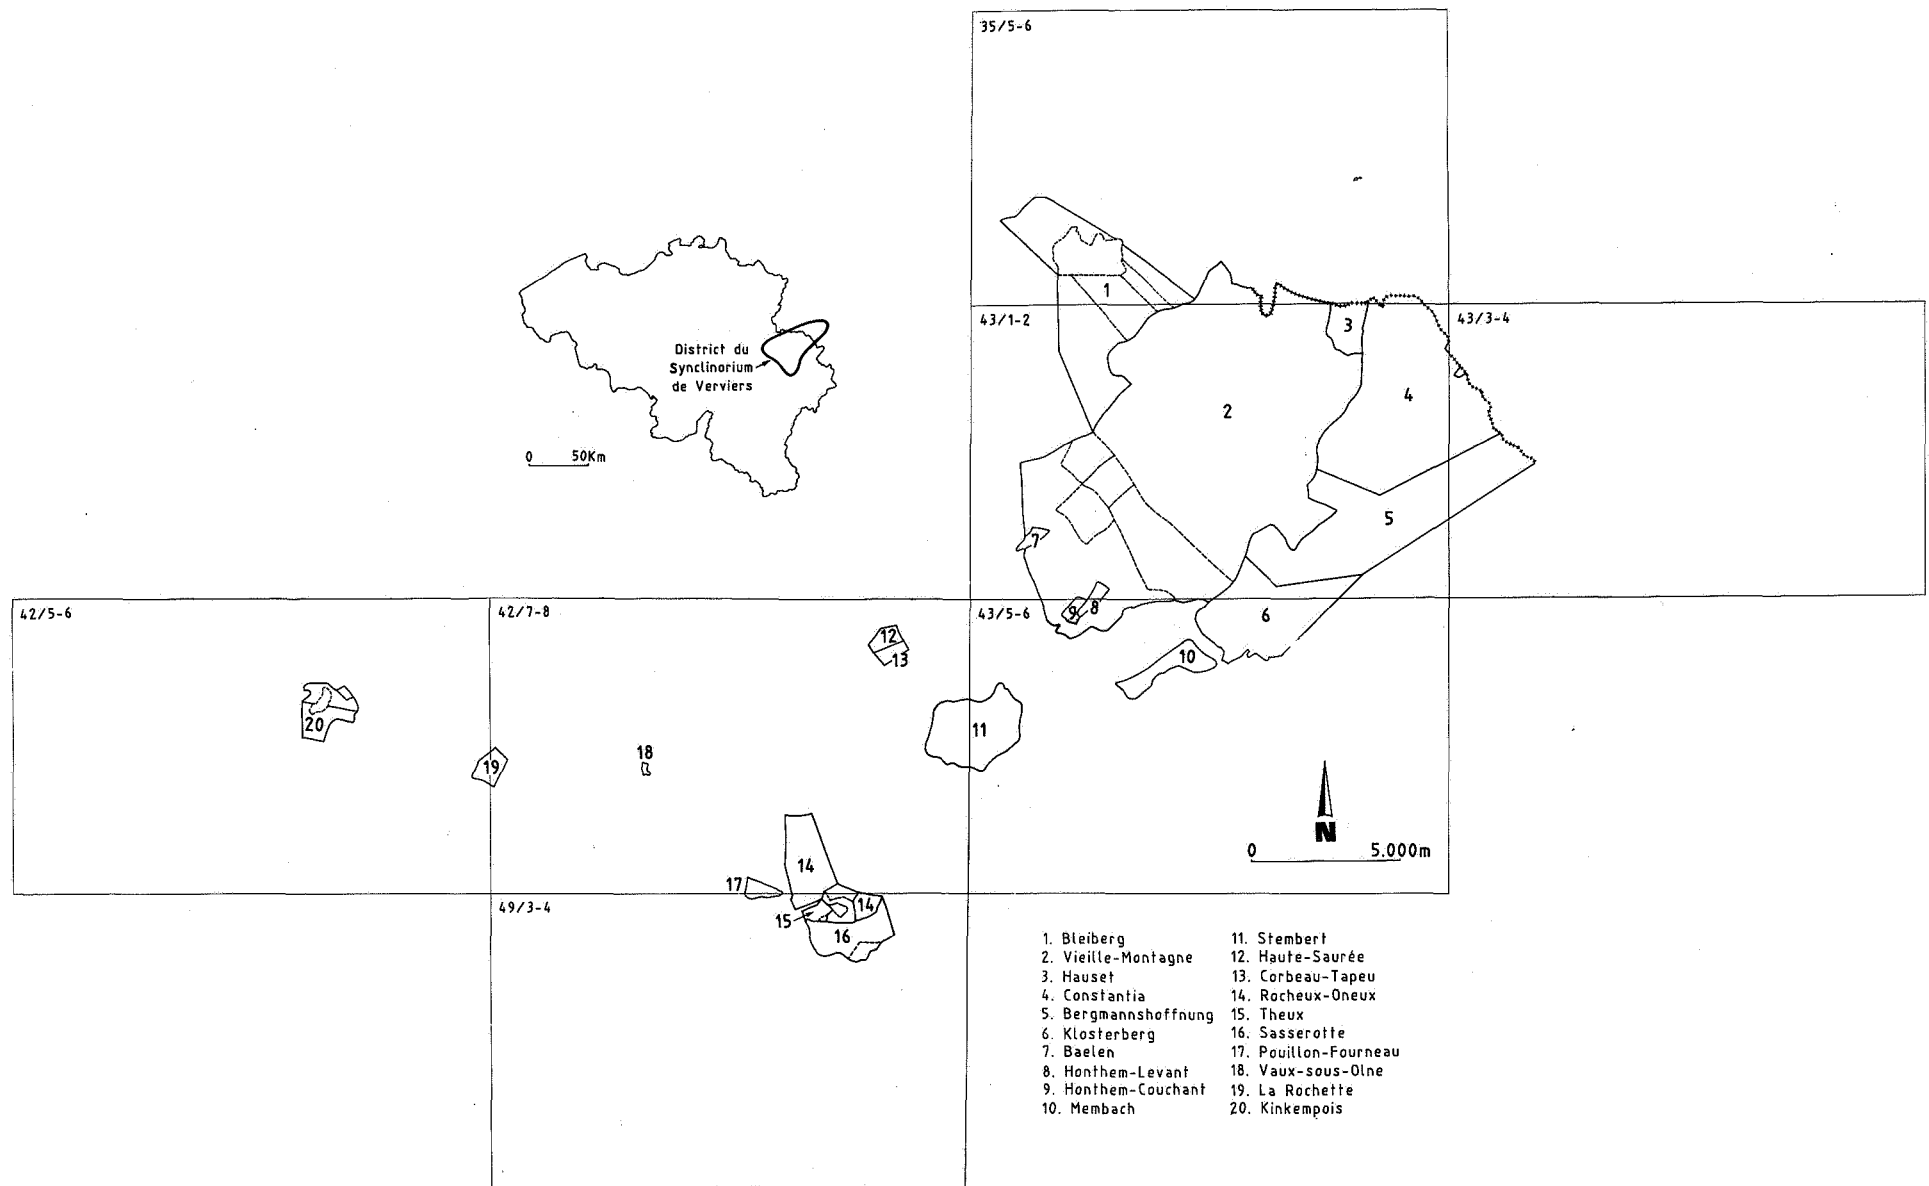 35/5-6
1
43/1-2
3
43/3-4
4
2
District du
Synclinorium
de Verviers
0 50Km
5
7
42/5-6
42/7-8
43/5-6
9
8
6
12
13
10
20
11
18
19
N
0 5.000m
14
17
49/3-4
14
15
16
1. Bleiberg
2. Vieille-Montagne
3. Hauset
4. Constantia
5. Bergmannshoffnung
6. Klosterberg
7. Baelen
8. Honthem-Levant
9. Honthem-Couchant
10. Membach
11. Stembert
12. Haute-Saurée
13. Corbeau-Tapeu
14. Rocheux-Oneux
15. Theux
16. Sasserotte
17. Pouillon-Fourneau
18. Vaux-sous-Olne
19. La Rochette
20. Kinkempois